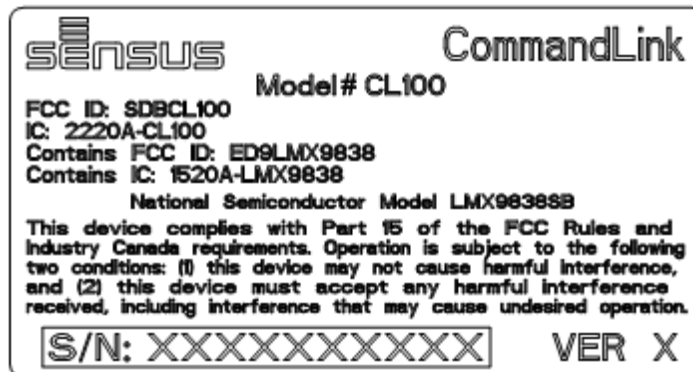 sensus CommandLink
Model# CL100
FCC ID: SDBCL100
IC: 2220A-CL100
Contains FCC ID: ED9LMX9838
Contains IC: 1520A-LMX9838
National Semiconductor Model LMX9838SB
This device complies with Part 15 of the FCC Rules and
Industry Canada requirements. Operation is subject to the following
two conditions: (1) this device may not cause harmful interference,
and (2) this device must accept any harmful interference
received, including interference that may cause undesired operation.
S/N: XXXXXXXXXX VER X